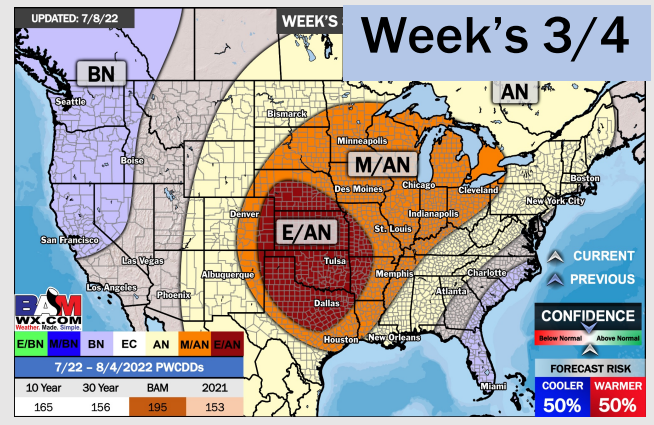 UPDATED: 7/8/22
WEEK'S
Week's 3/4
BN
AN
Seattle
Bismarck
Minneapolis
M/AN
Boise
Boston
Des Moines
Chicago
Cleveland
New York City
Denver
Indianapolis
E/AN
St. Louis
San Francisco
Las Vegas
Tulsa
CURRENT
Albuquerque
Memphis
Charlotte
PREVIOUS
Los Angeles
Phoenix
Atlanta
Dallas
BAM
WX.COM
Weather. Made. Simple.
CONFIDENCE
Below Normal
Above Normal
Houston
New Orleans
E/BN M/BN BN EC AN M/AN E/AN
7/22 – 8/4/2022 PWCDDs
FORECAST RISK
10 Year 30 Year BAM 2021
Miami
COOLER WARMER
165 156 195 153
50% 50%